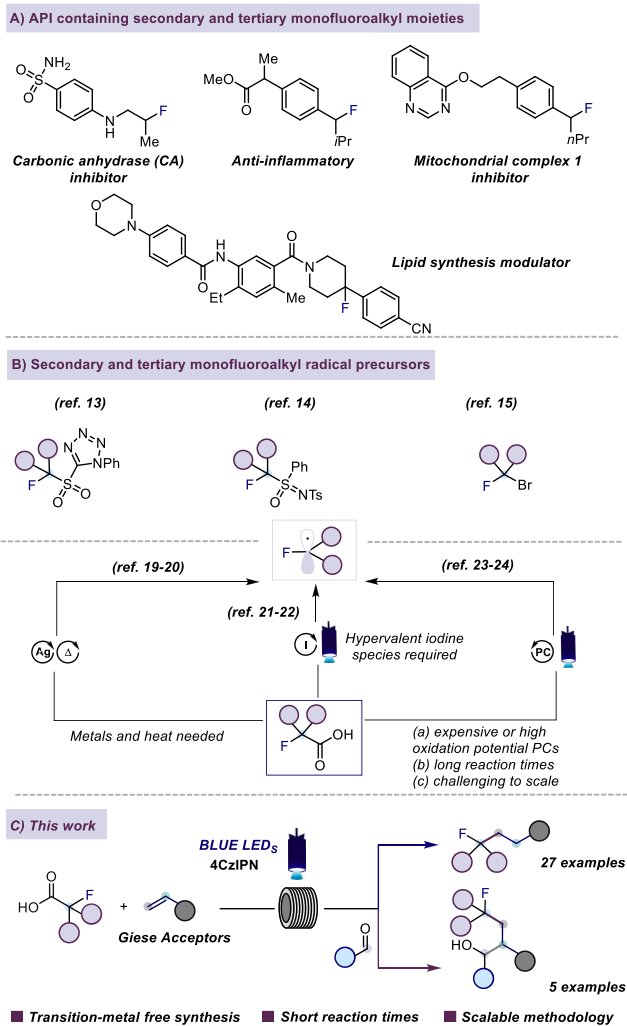 A) API containing secondary and tertiary monofluoroalkyl moieties
NH2
O
S
O
F
N
H
Me
Carbonic anhydrase (CA)
inhibitor
Me
MeO
O
F
iPr
Anti-inflammatory
O
N
N
F
nPr
Mitochondrial complex 1
inhibitor
O
N
O
H
N
O
N
Et
Me
F
CN
Lipid synthesis modulator
B) Secondary and tertiary monofluoroalkyl radical precursors
(ref. 13)
(ref. 14)
(ref. 15)
N N
N
N
Ph
F
S
O
O
Ph
F
S
O
NTs
F
Br
F
(ref. 19-20)
(ref. 23-24)
(ref. 21-22)
Ag
Δ
I
Hypervalent iodine
species required
PC
Metals and heat needed
F
OH
O
(a) expensive or high
oxidation potential PCs
(b) long reaction times
(c) challenging to scale
C) This work
BLUE LEDS
4CzIPN
O
HO
F
+
Giese Acceptors
O
F
27 examples
F
HO
5 examples
Transition-metal free synthesis
Short reaction times
Scalable methodology